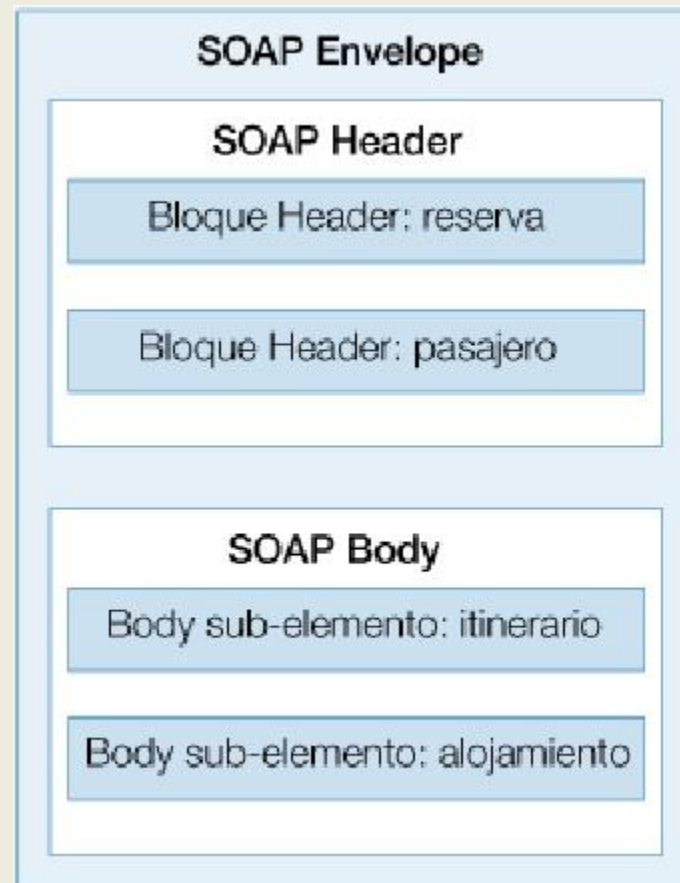 SOAP Envelope
SOAP Header
Bloque Header: reserva
Bloque Header: pasajero
SOAP Body
Body sub-elemento: itinerario
Body sub-elemento: alojamiento